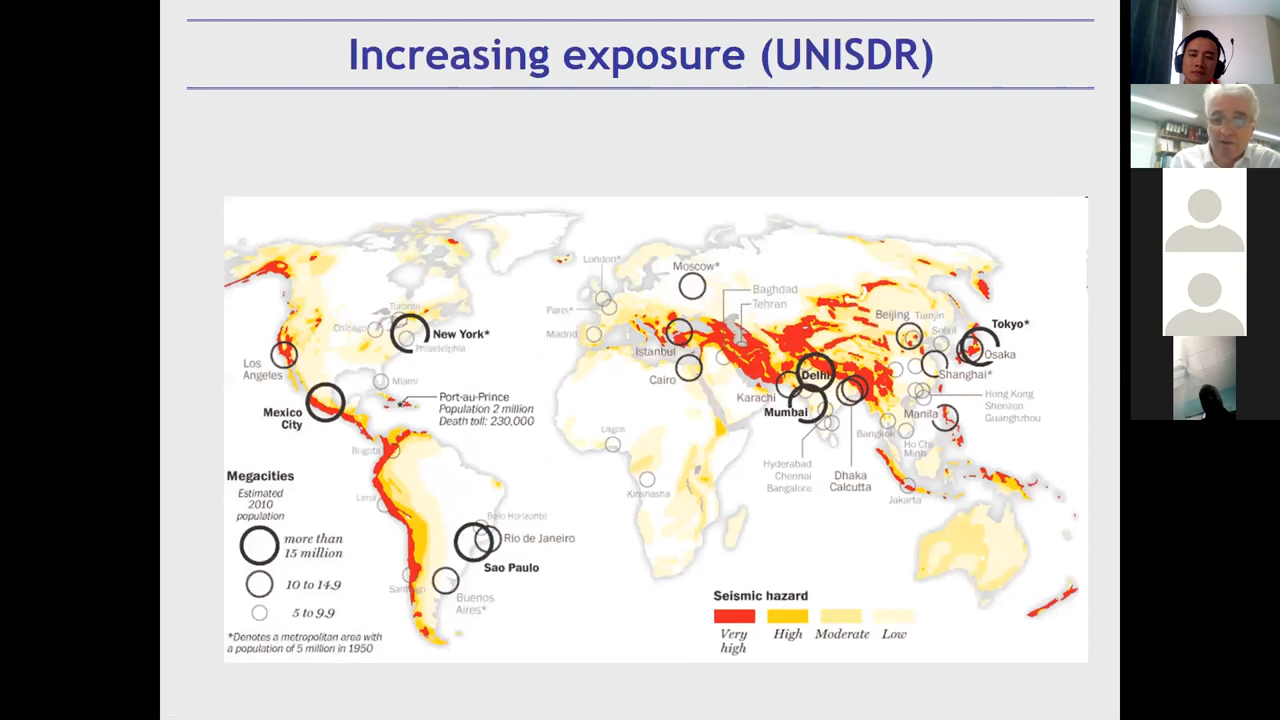 Increasing exposure (UNISDR)
London*
Moscow*
Baghdad
Tehran
Toronto
Chicago
New York*
Philadelphia
Paris*
Madrid
Beijing
Tianjin
Seoul
Tokyo*
Osaka
Istanbul
Los
Angeles
Miami
Cairo
Delhi
Shanghai*
Karachi
Mexico
City
Port-au-Prince
Population 2 million
Death toll: 230,000
Mumbai
Manila
Hong Kong
Shenzen
Guanghzhou
Lagos
Bangkok
Ho Chi
Minh
Bogota
Hyderabad
Chennai
Bangalore
Dhaka
Calcutta
Kinshasha
Jakarta
Lima
Belo Horizonte
Rio de Janeiro
Sao Paulo
Santiago
Buenos
Aires*
Megacities
Estimated
2010
population
more than
15 million
10 to 14.9
5 to 9.9
*Denotes a metropolitan area with
a population of 5 million in 1950
Seismic hazard
Very
high
High
Moderate
Low